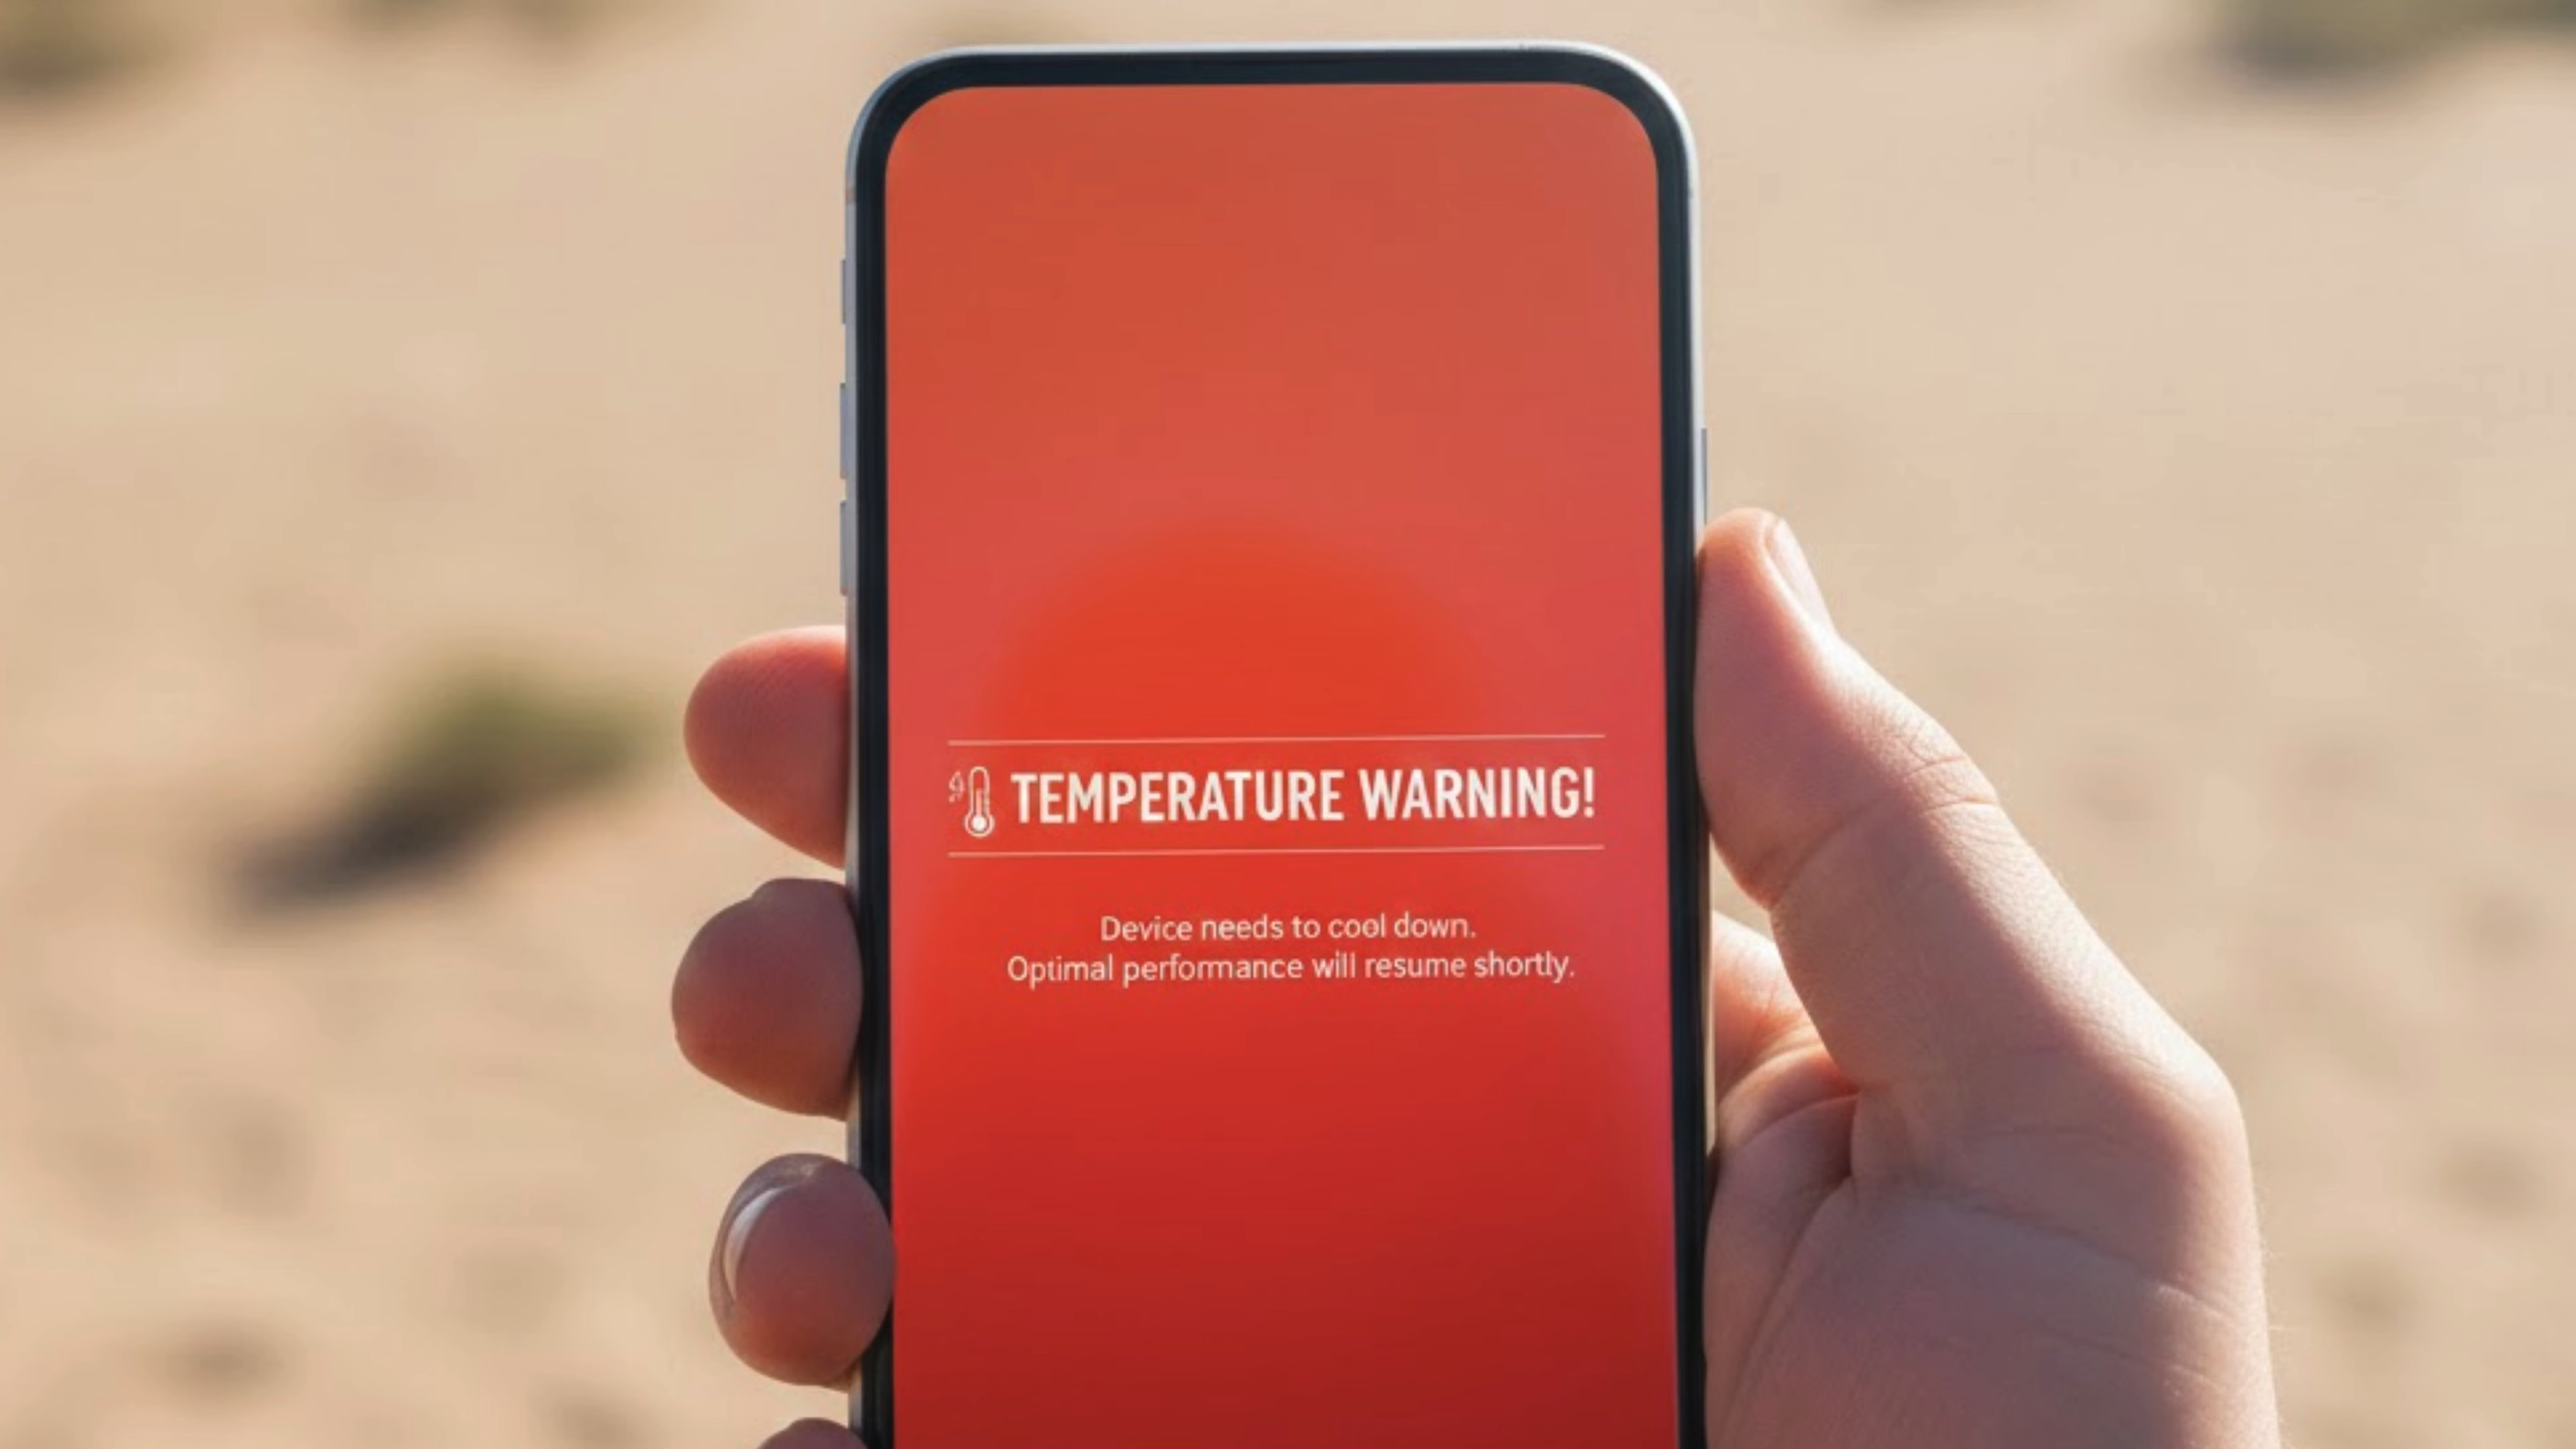 TEMPERATURE WARNING!
Device needs to cool down.
Optimal performance will resume shortly.